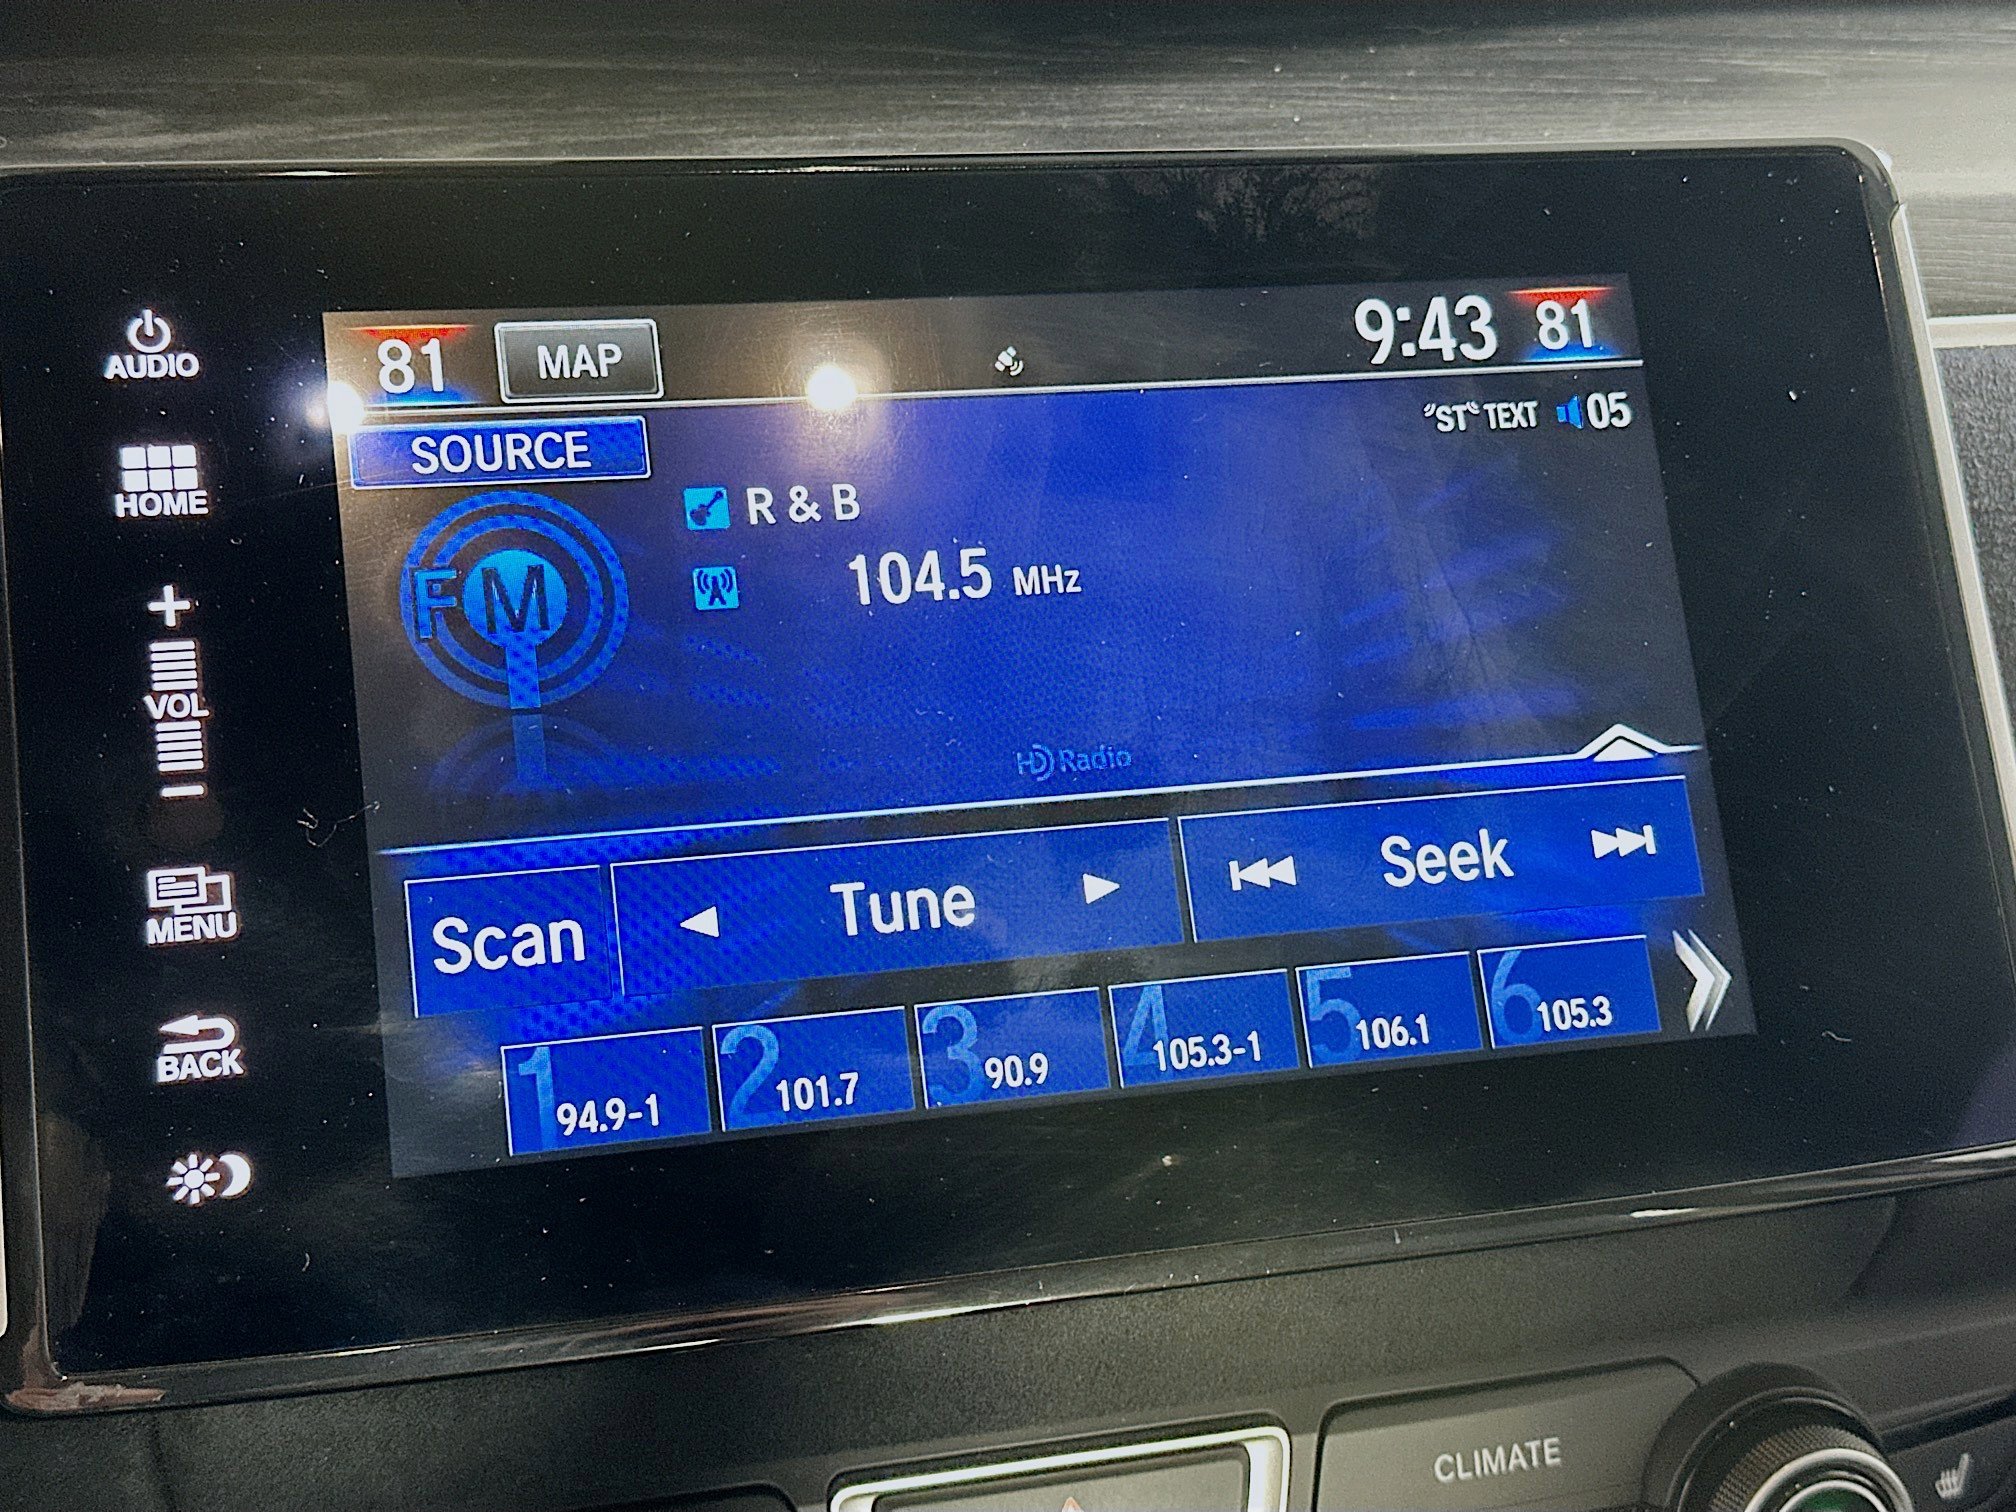 AUDIO
HOME
+
VOL
−
MENU
BACK
81 MAP 9:43 81
SOURCE "ST" TEXT 05
FM
R & B
104.5 MHz
HD Radio
Scan Tune Seek
1 94.9-1 2 101.7 3 90.9 4 105.3-1 5 106.1 6 105.3
CLIMATE